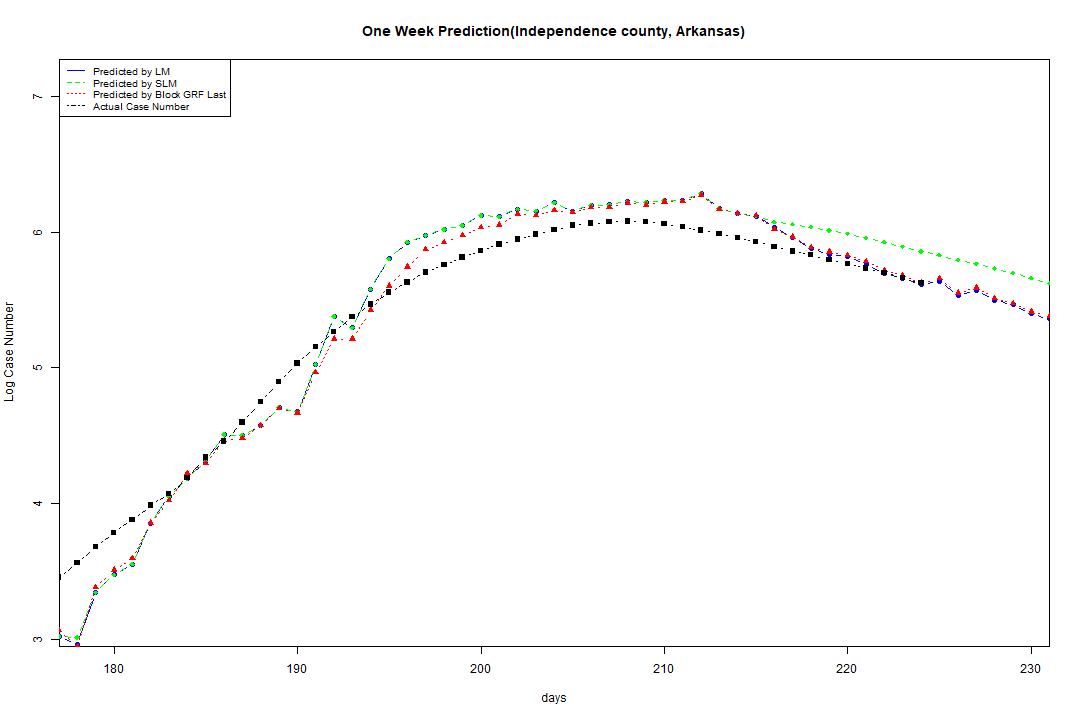 One Week Prediction(Independence county, Arkansas)
Predicted by LM
Predicted by SLM
Predicted by Block GRF Last
Actual Case Number
7
6
5
4
3
Log Case Number
180 190 200 210 220 230
days